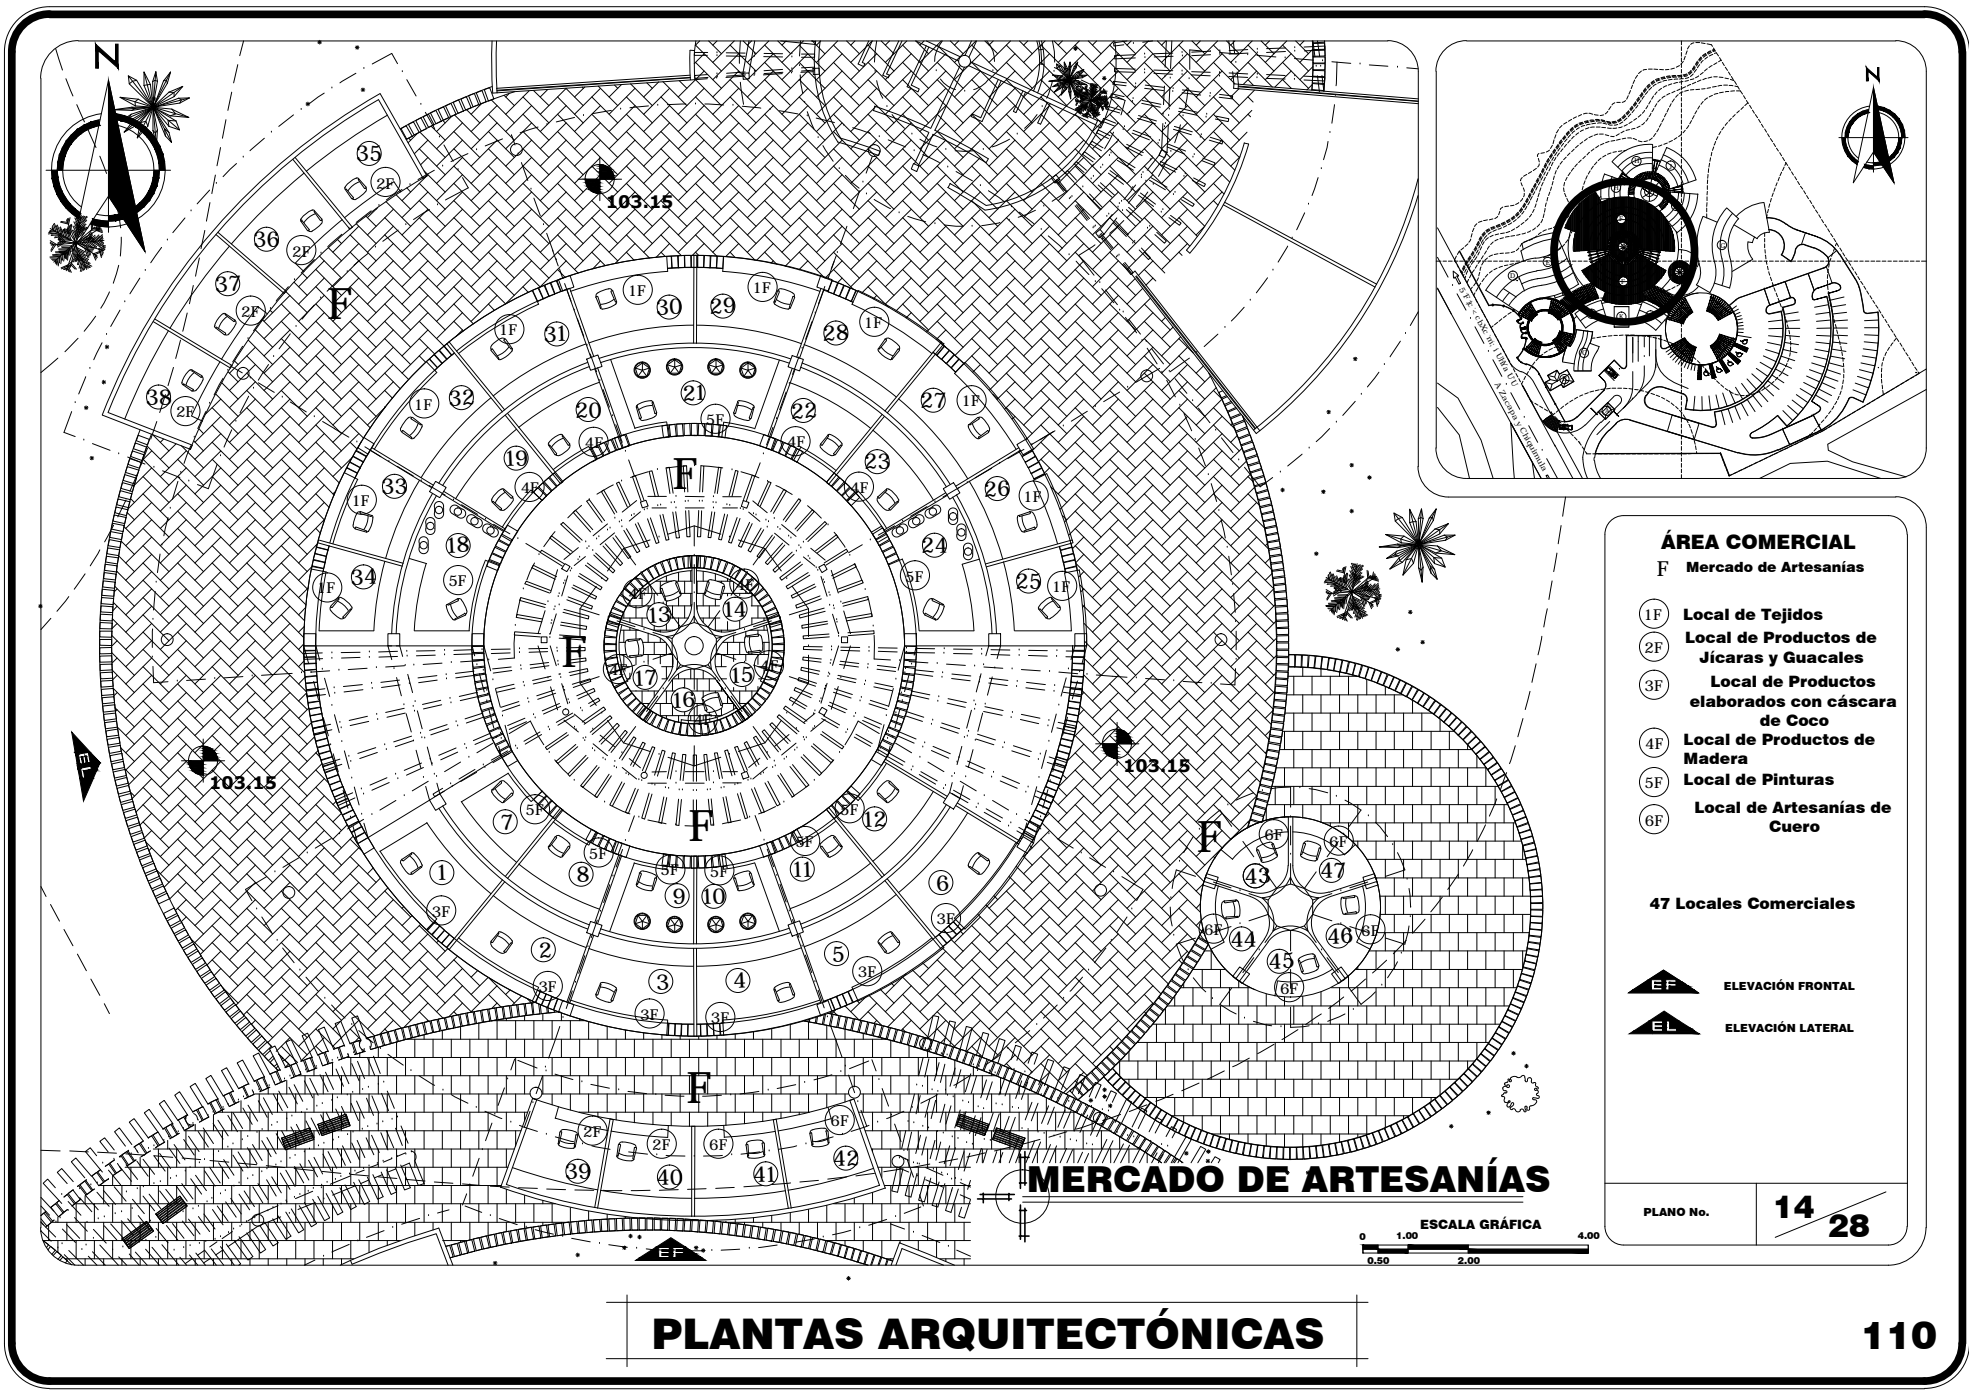 N
35
2F
36
2F
37
2F
38
2F
F
103.15
1F
30
29
1F
31
1F
28
1F
32
1F
27
1F
33
1F
26
1F
34
1F
25
1F
21
5F
20
4F
22
4F
19
4F
23
4F
18
5F
24
5F
F
F
F
13
4F
14
4F
15
4F
16
4F
17
4F
EL
103.15
103.15
7
5F
8
5F
9
5F
10
5F
11
5F
12
5F
1
3F
2
3F
3
3F
4
3F
5
3F
6
3F
F
43
6F
47
6F
44
6F
46
6F
45
6F
F
39
2F
40
2F
41
6F
42
6F
EF
N
A Zacapa y Chiquimula
ÁREA COMERCIAL
F Mercado de Artesanías
1F Local de Tejidos
2F Local de Productos de
Jícaras y Guacales
3F Local de Productos
elaborados con cáscara
de Coco
4F Local de Productos de
Madera
5F Local de Pinturas
6F Local de Artesanías de
Cuero
47 Locales Comerciales
EF ELEVACIÓN FRONTAL
EL ELEVACIÓN LATERAL
PLANO No. 14
28
MERCADO DE ARTESANÍAS
ESCALA GRÁFICA
0 1.00 4.00
0.50 2.00
PLANTAS ARQUITECTÓNICAS
110